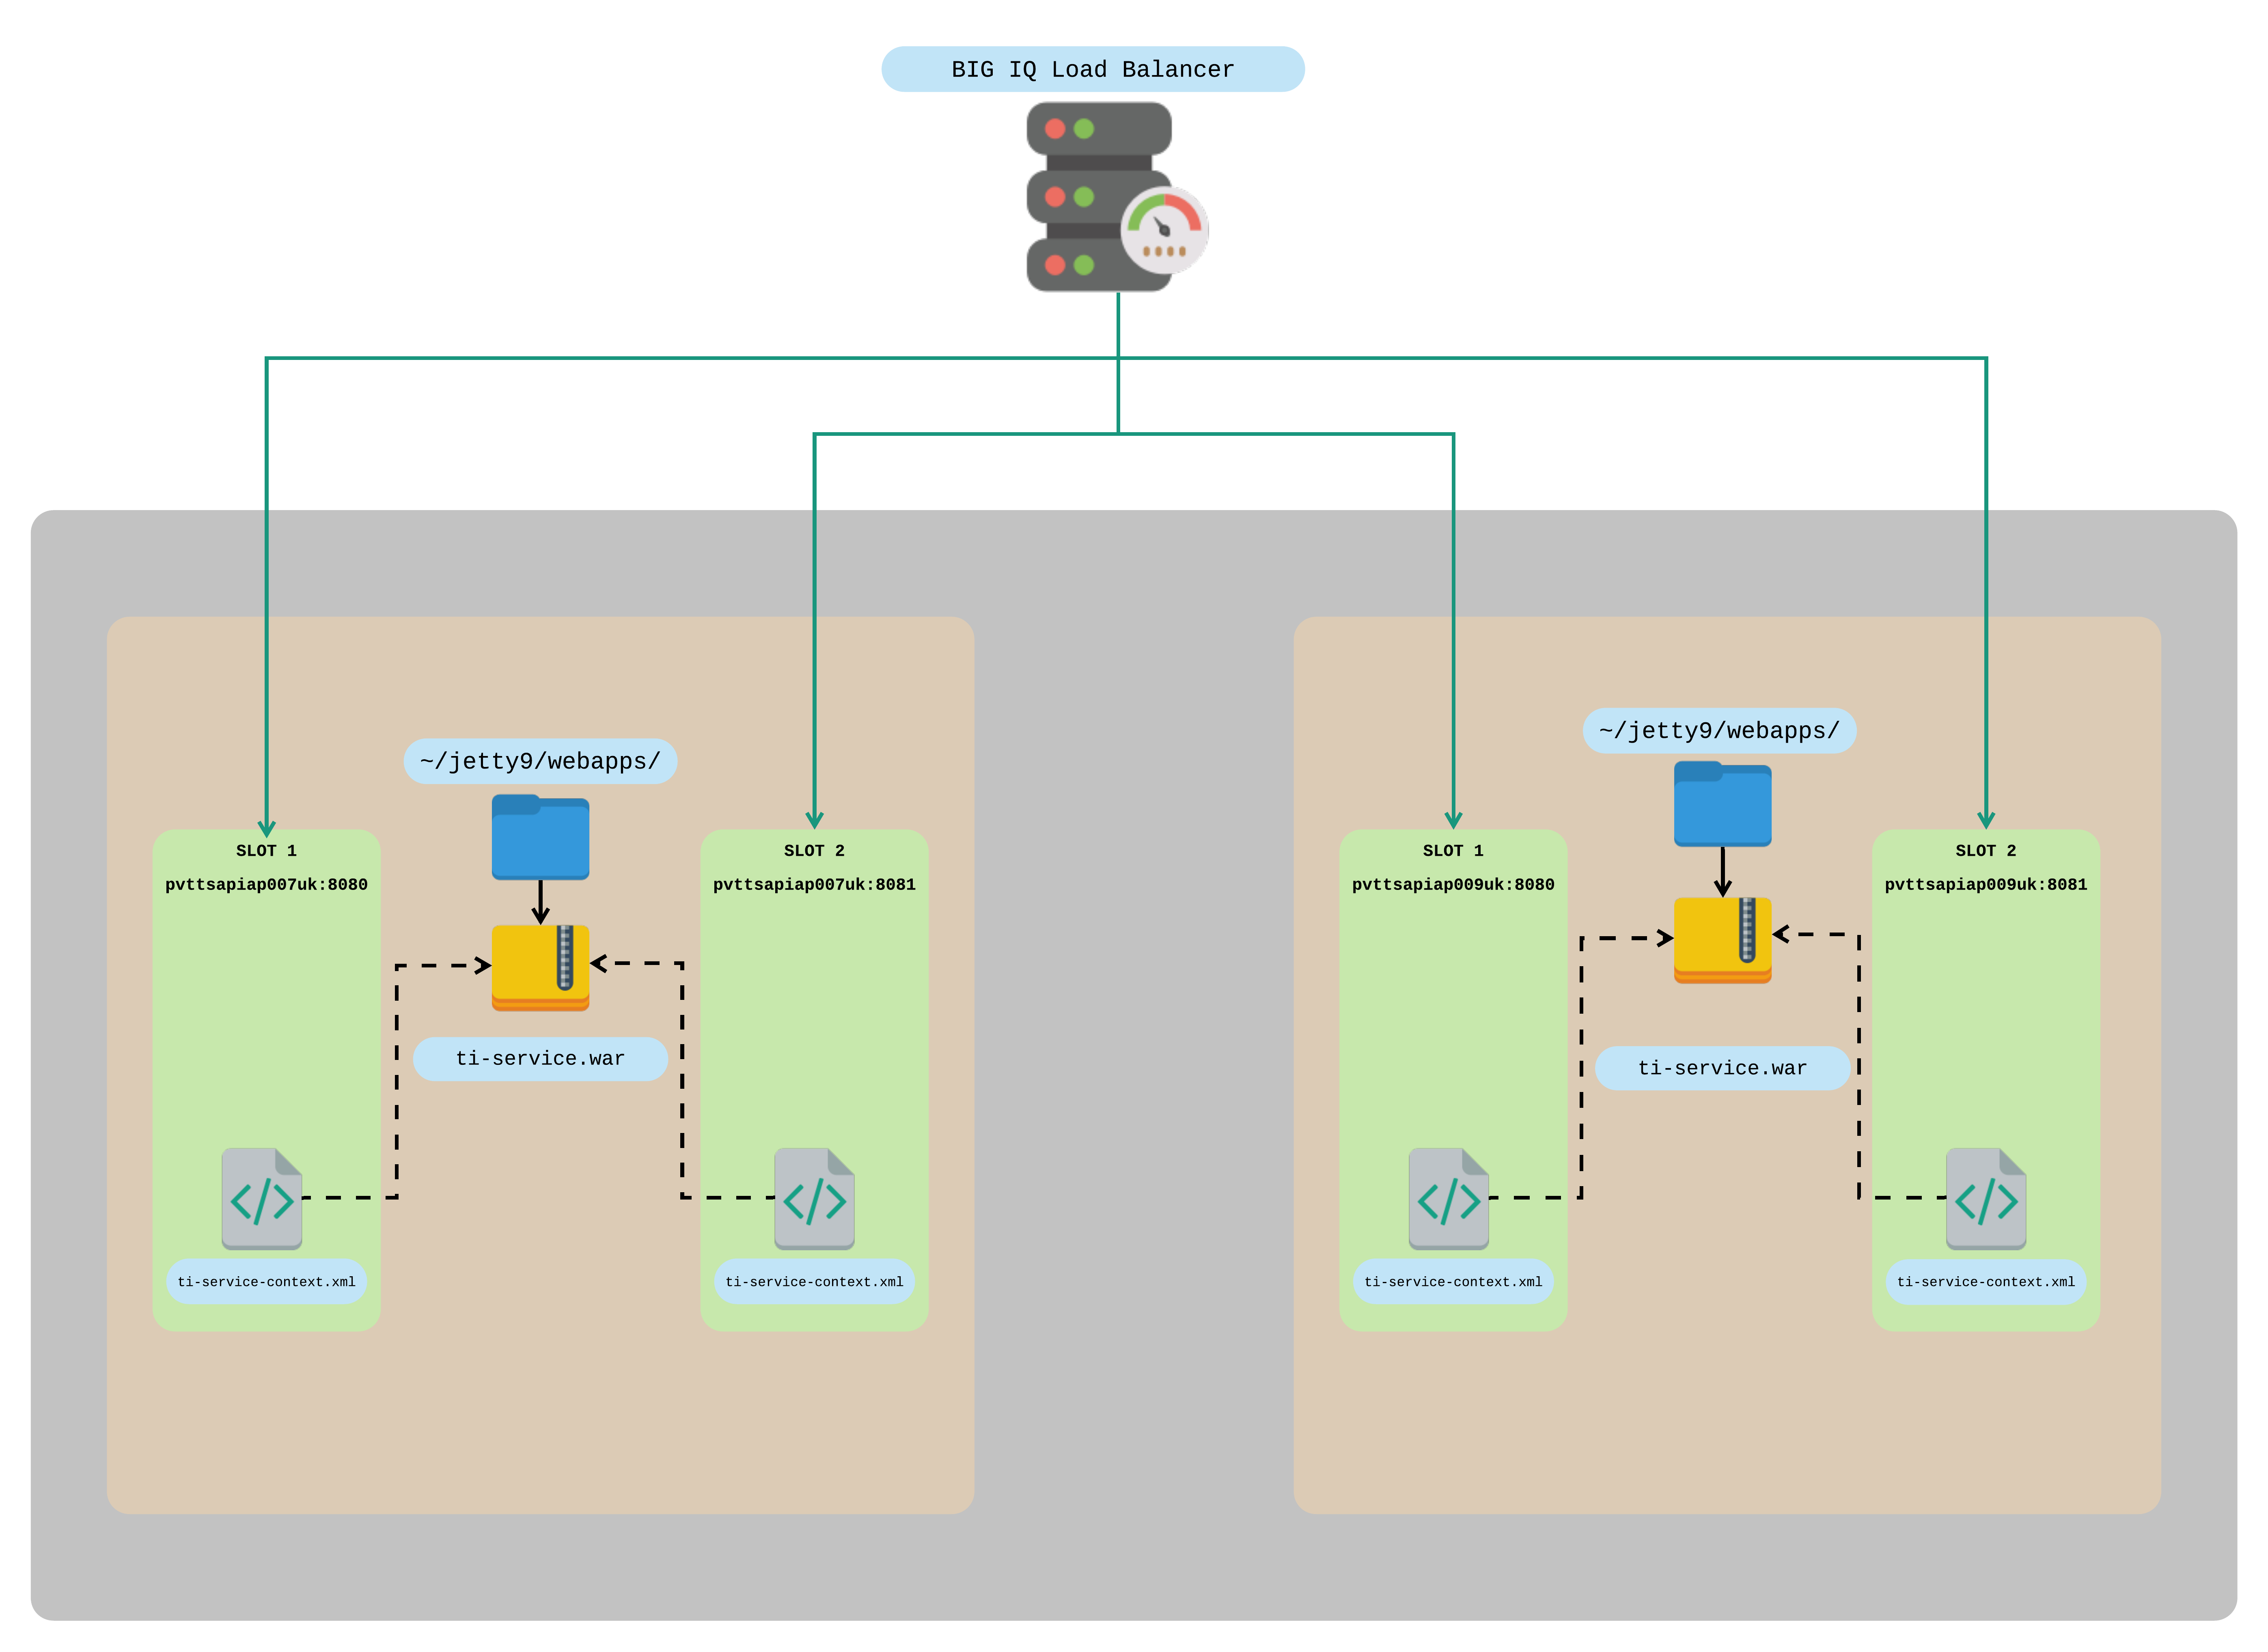 BIG IQ Load Balancer
~/jetty9/webapps/
SLOT 1
pvttsapiap007uk:8080
SLOT 2
pvttsapiap007uk:8081
ti-service.war
ti-service-context.xml
ti-service-context.xml
~/jetty9/webapps/
SLOT 1
pvttsapiap009uk:8080
SLOT 2
pvttsapiap009uk:8081
ti-service.war
ti-service-context.xml
ti-service-context.xml